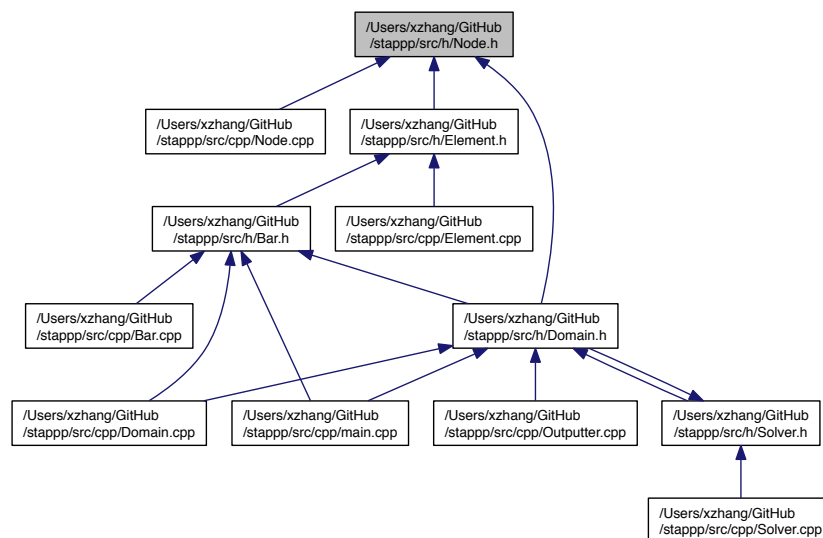 /Users/xzhang/GitHub
/stappp/src/h/Node.h
/Users/xzhang/GitHub
/stappp/src/cpp/Node.cpp
/Users/xzhang/GitHub
/stappp/src/h/Element.h
/Users/xzhang/GitHub
/stappp/src/h/Bar.h
/Users/xzhang/GitHub
/stappp/src/cpp/Element.cpp
/Users/xzhang/GitHub
/stappp/src/cpp/Bar.cpp
/Users/xzhang/GitHub
/stappp/src/h/Domain.h
/Users/xzhang/GitHub
/stappp/src/cpp/Domain.cpp
/Users/xzhang/GitHub
/stappp/src/cpp/main.cpp
/Users/xzhang/GitHub
/stappp/src/cpp/Outputter.cpp
/Users/xzhang/GitHub
/stappp/src/h/Solver.h
/Users/xzhang/GitHub
/stappp/src/cpp/Solver.cpp